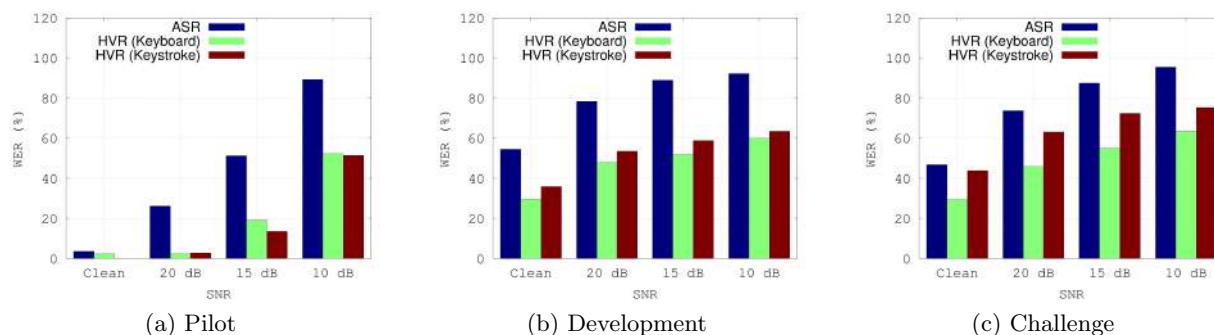 120
100
80
60
40
20
0
WER (%)
ASR
HVR (Keyboard)
HVR (Keystroke)
Clean 20 dB 15 dB 10 dB
SNR
(a) Pilot
120
100
80
60
40
20
0
WER (%)
ASR
HVR (Keyboard)
HVR (Keystroke)
Clean 20 dB 15 dB 10 dB
SNR
(b) Development
120
100
80
60
40
20
0
WER (%)
ASR
HVR (Keyboard)
HVR (Keystroke)
Clean 20 dB 15 dB 10 dB
SNR
(c) Challenge